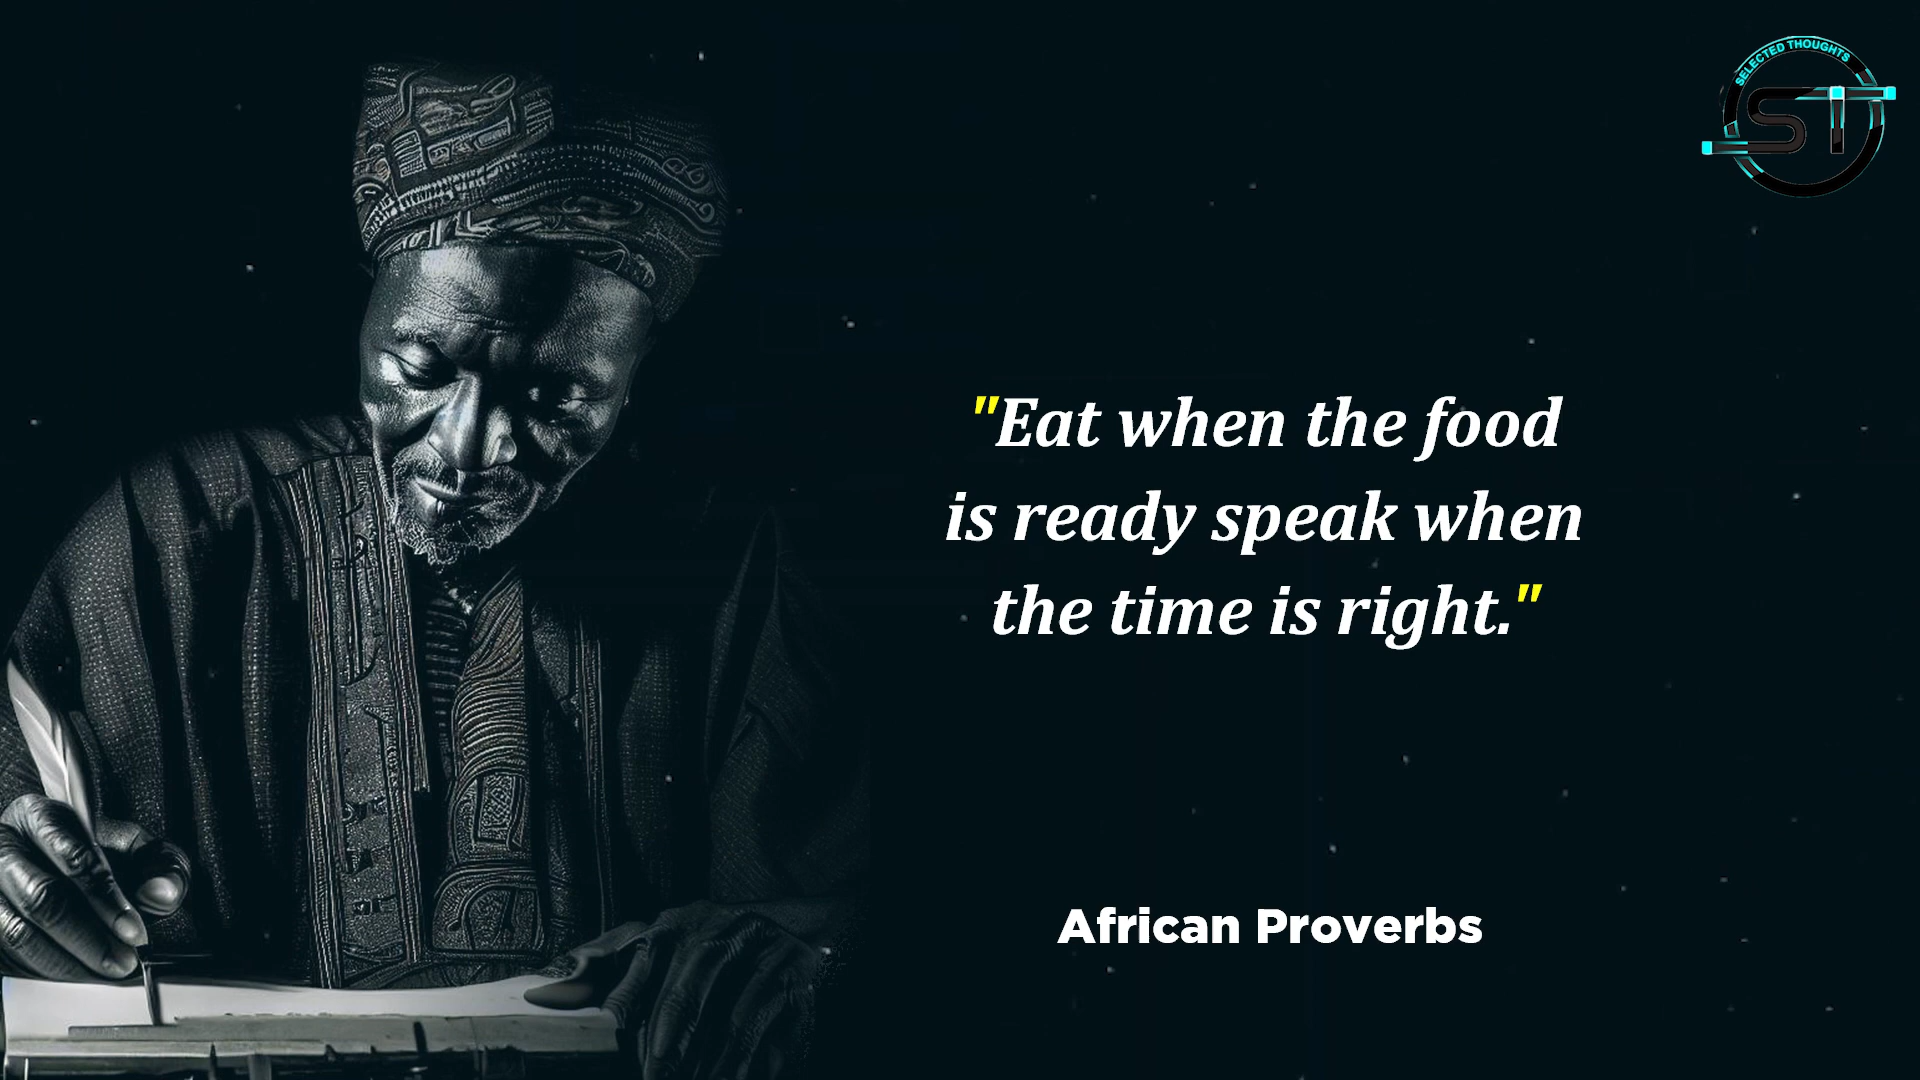 SELECTED THOUGHTS
ST
"Eat when the food
is ready speak when
the time is right."
African Proverbs